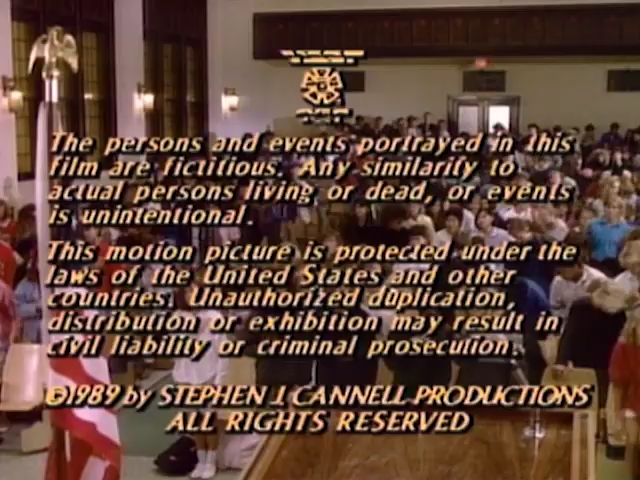 The persons and events portrayed in this
film are fictitious. Any similarity to
actual persons living or dead, or events
is unintentional.
This motion picture is protected under the
laws of the United States and other
countries. Unauthorized duplication,
distribution or exhibition may result in
civil liability or criminal prosecution.
©1989 by STEPHEN J. CANNELL PRODUCTIONS
ALL RIGHTS RESERVED